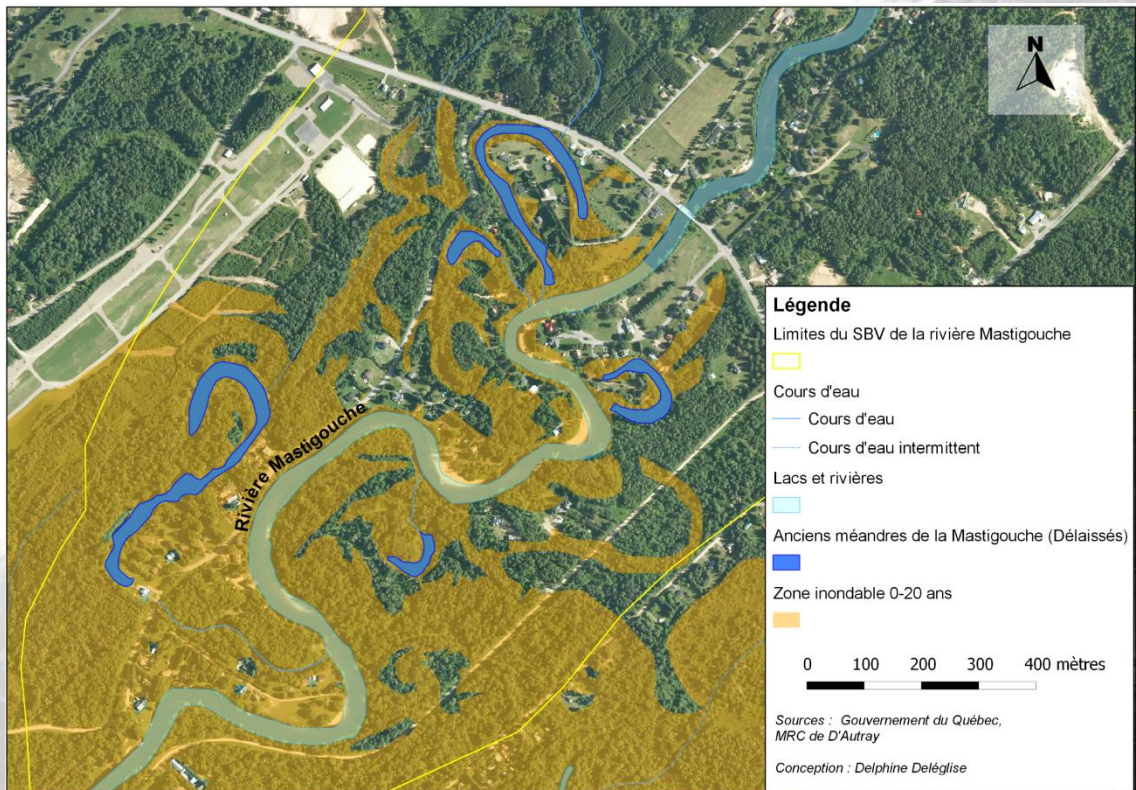 N
Rivière Mastigouche
Légende
Limites du SBV de la rivière Mastigouche
Cours d'eau
Cours d'eau
Cours d'eau intermittent
Lacs et rivières
Anciens méandres de la Mastigouche (Délaissés)
Zone inondable 0-20 ans
0 100 200 300 400 mètres
Sources : Gouvernement du Québec,
MRC de D'Autray
Conception : Delphine Deléglise